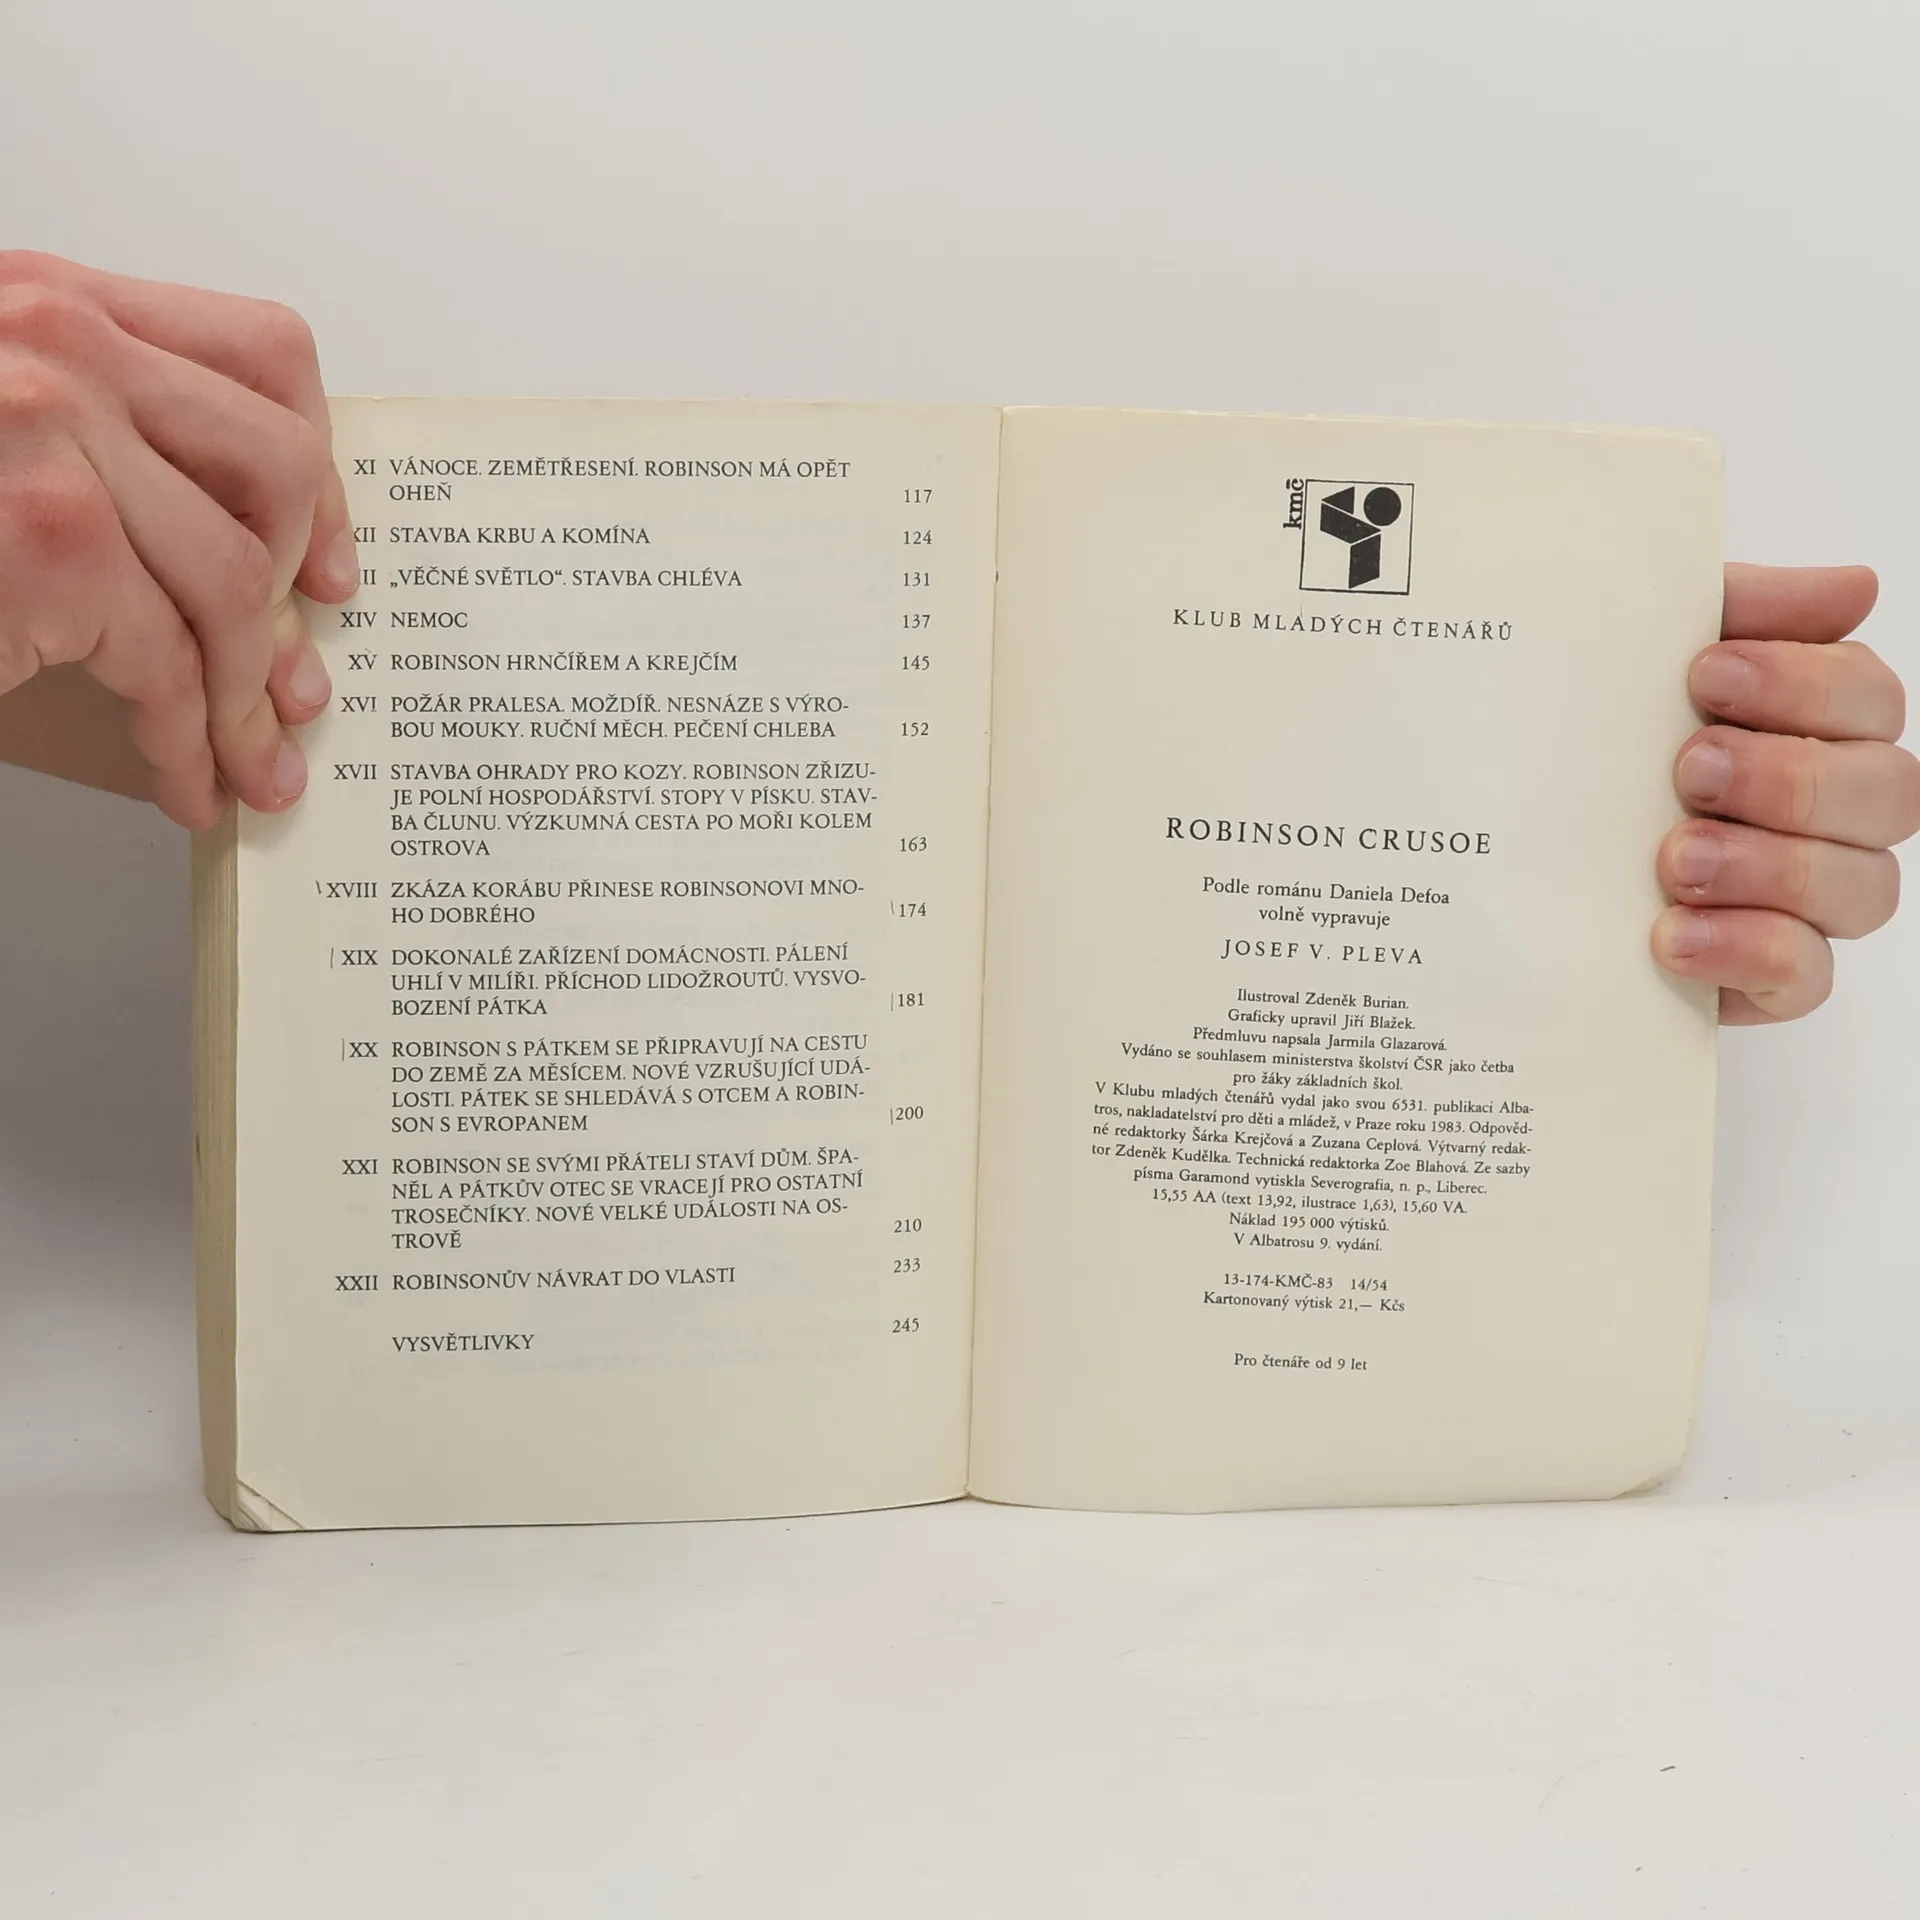 XI VÁNOCE. ZEMĚTŘESENÍ. ROBINSON MÁ OPĚT
OHEŇ 117
XII STAVBA KRBU A KOMÍNA 124
III „VĚČNÉ SVĚTLO“. STAVBA CHLÉVA 131
XIV NEMOC 137
XV ROBINSON HRNČÍŘEM A KREJČÍM 145
XVI POŽÁR PRALESA. MOŽDÍŘ. NESNÁZE S VÝRO-
BOU MOUKY. RUČNÍ MĚCH. PEČENÍ CHLEBA 152
XVII STAVBA OHRADY PRO KOZY. ROBINSON ZŘIZU-
JE POLNÍ HOSPODÁŘSTVÍ. STOPY V PÍSKU. STAV-
BA ČLUNU. VÝZKUMNÁ CESTA PO MOŘI KOLEM
OSTROVA 163
XVIII ZKÁZA KORÁBU PŘINESE ROBINSONOVI MNO-
HO DOBRÉHO 174
XIX DOKONALÉ ZAŘÍZENÍ DOMÁCNOSTI. PÁLENÍ
UHLÍ V MILÍŘI. PŘÍCHOD LIDOŽROUTŮ. VYSVO-
BOZENÍ PÁTKA 181
XX ROBINSON S PÁTKEM SE PŘIPRAVUJÍ NA CESTU
DO ZEMĚ ZA MĚSÍCEM. NOVÉ VZRUŠUJÍCÍ UDÁ-
LOSTI. PÁTEK SE SHLEDÁVÁ S OTCEM A ROBIN-
SON S EVROPANEM 200
XXI ROBINSON SE SVÝMI PŘÁTELI STAVÍ DŮM. ŠPA-
NĚL A PÁTKŮV OTEC SE VRACEJÍ PRO OSTATNÍ
TROSEČNÍKY. NOVÉ VELKÉ UDÁLOSTI NA OS-
TROVĚ 210
XXII ROBINSONŮV NÁVRAT DO VLASTI 233
VYSVĚTLIVKY 245
kmč
KLUB MLADÝCH ČTENÁŘŮ
ROBINSON CRUSOE
Podle románu Daniela Defoa
volně vypravuje
JOSEF V. PLEVA
Ilustroval Zdeněk Burian.
Graficky upravil Jiří Blažek.
Předmluvu napsala Jarmila Glazarová.
Vydáno se souhlasem ministerstva školství ČSR jako četba
pro žáky základních škol.
V Klubu mladých čtenářů vydal jako svou 6531. publikaci Alba-
tros, nakladatelství pro děti a mládež, v Praze roku 1983. Odpověd-
né redaktorky Šárka Krejčová a Zuzana Ceplová. Výtvarný redak-
tor Zdeněk Kudělka. Technická redaktorka Zoe Blahová. Ze sazby
písma Garamond vytiskla Severografia, n. p., Liberec.
15,55 AA (text 13,92, ilustrace 1,63), 15,60 VA.
Náklad 195 000 výtisků.
V Albatrosu 9. vydání.
13-174-KMČ-83 14/54
Kartonovaný výtisk 21,— Kčs
Pro čtenáře od 9 let